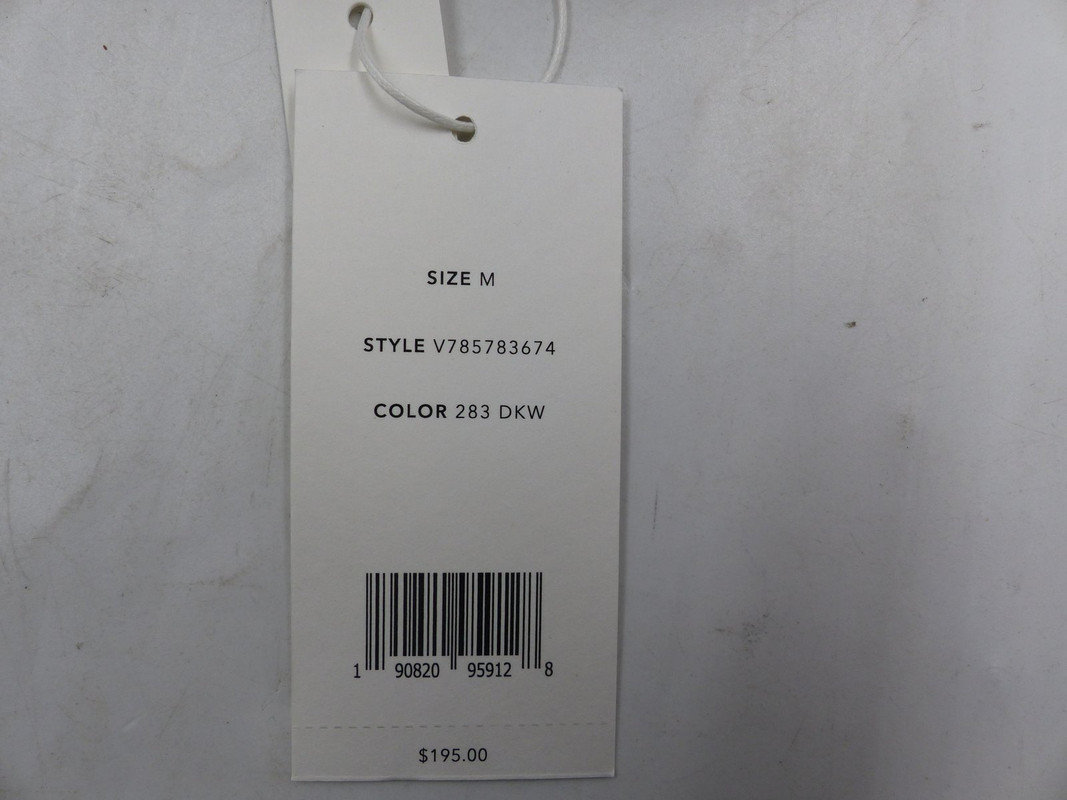 SIZE M
STYLE V785783674
COLOR 283 DKW
1 90820 95912 8
$195.00